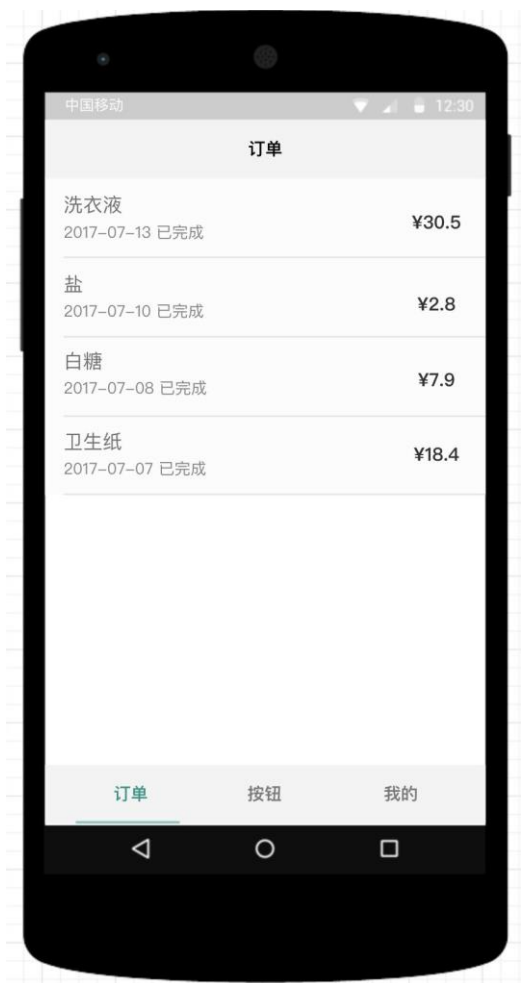 中国移动 12:30
订单
洗衣液
2017-07-13 已完成
¥30.5
盐
2017-07-10 已完成
¥2.8
白糖
2017-07-08 已完成
¥7.9
卫生纸
2017-07-07 已完成
¥18.4
订单 按钮 我的